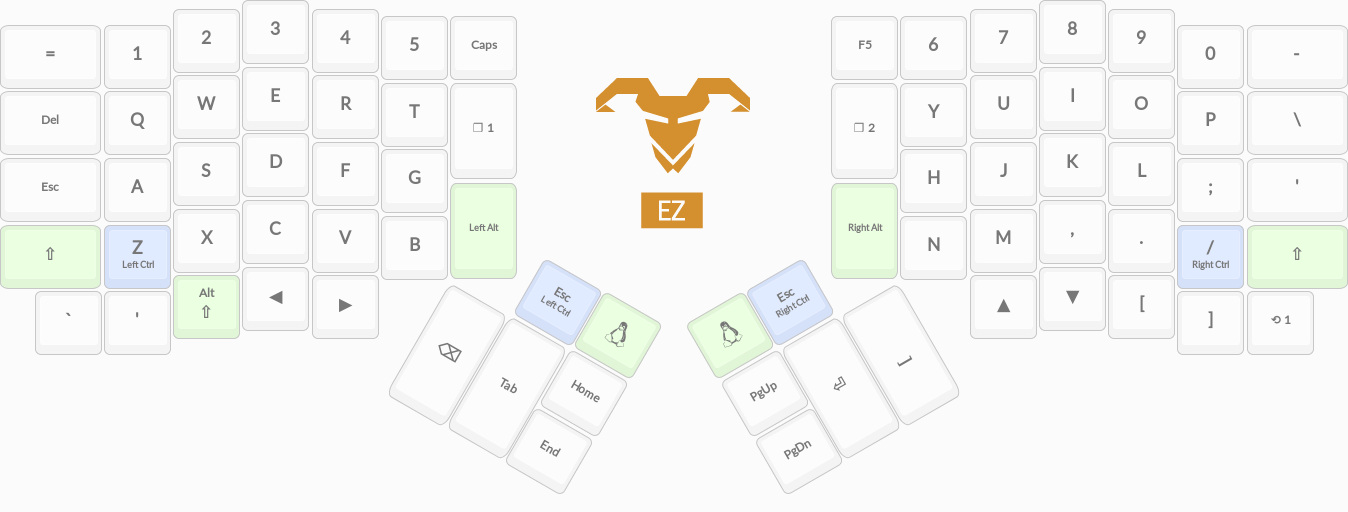 = 1 2 3 4 5 Caps
F5 6 7 8 9 0 -
Del Q W E R T 1
2 Y U I O P \
Esc A S D F G
H J K L ; '
⇧ Z X C V B Left Alt
Left Ctrl
Right Alt N M , . / ⇧
Right Ctrl
` ' Alt ◀ ▶
⇧
▲ ▼ [ ] ⟲ 1
EZ
Esc
Left Ctrl
⌫ Tab Home
End
Esc
Right Ctrl
PgUp ⏎
PgDn